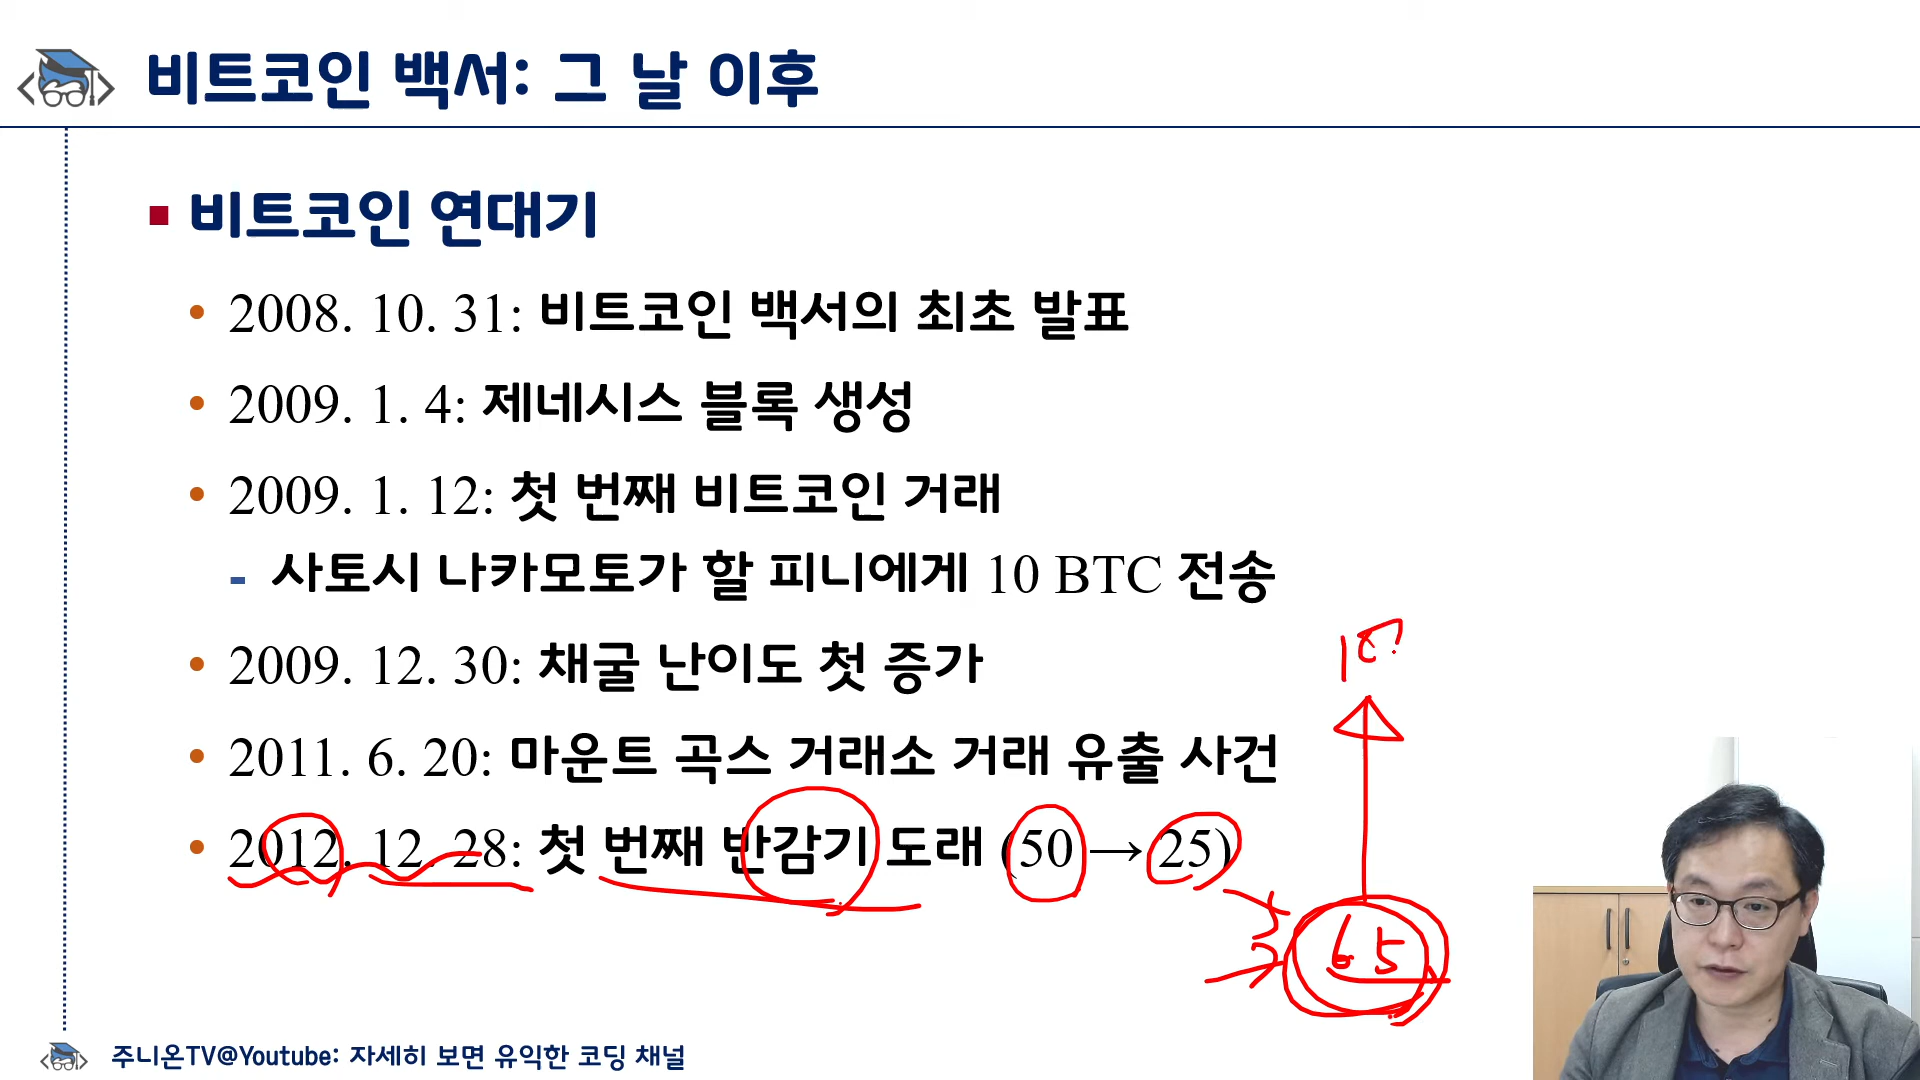 비트코인 백서: 그 날 이후
비트코인 연대기
2008. 10. 31: 비트코인 백서의 최초 발표
2009. 1. 4: 제네시스 블록 생성
2009. 1. 12: 첫 번째 비트코인 거래
- 사토시 나카모토가 할 피니에게 10 BTC 전송
2009. 12. 30: 채굴 난이도 첫 증가
2011. 6. 20: 마운트 곡스 거래소 거래 유출 사건
2012. 12. 28: 첫 번째 반감기 도래 (50 → 25)
65
주니온TV@Youtube: 자세히 보면 유익한 코딩 채널